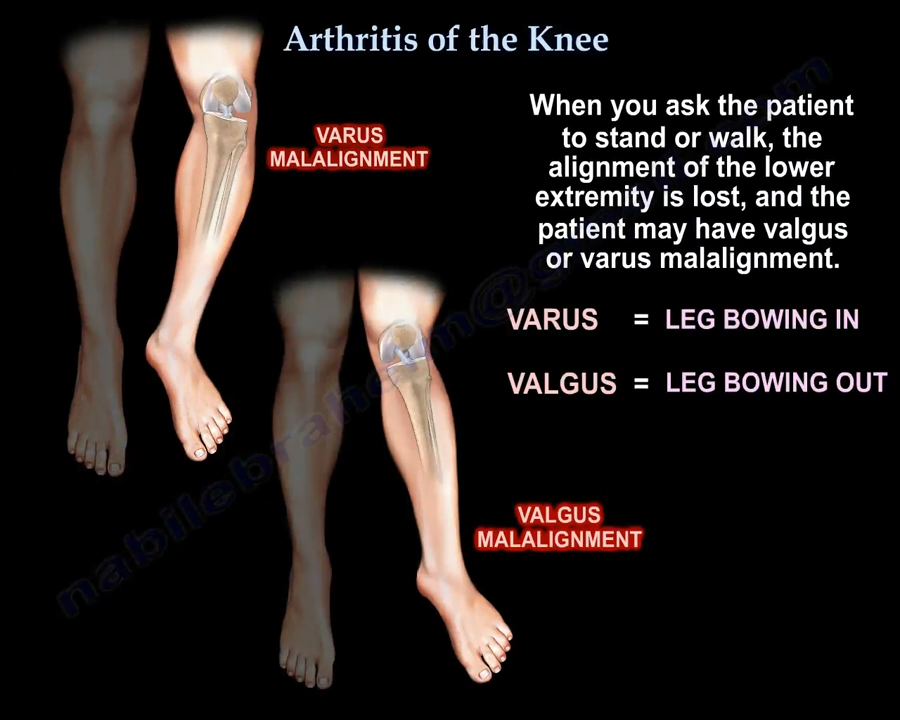 Arthritis of the Knee
When you ask the patient
to stand or walk, the
alignment of the lower
extremity is lost, and the
patient may have valgus
or varus malalignment.
VARUS
MALALIGNMENT
VARUS = LEG BOWING IN
VALGUS = LEG BOWING OUT
VALGUS
MALALIGNMENT